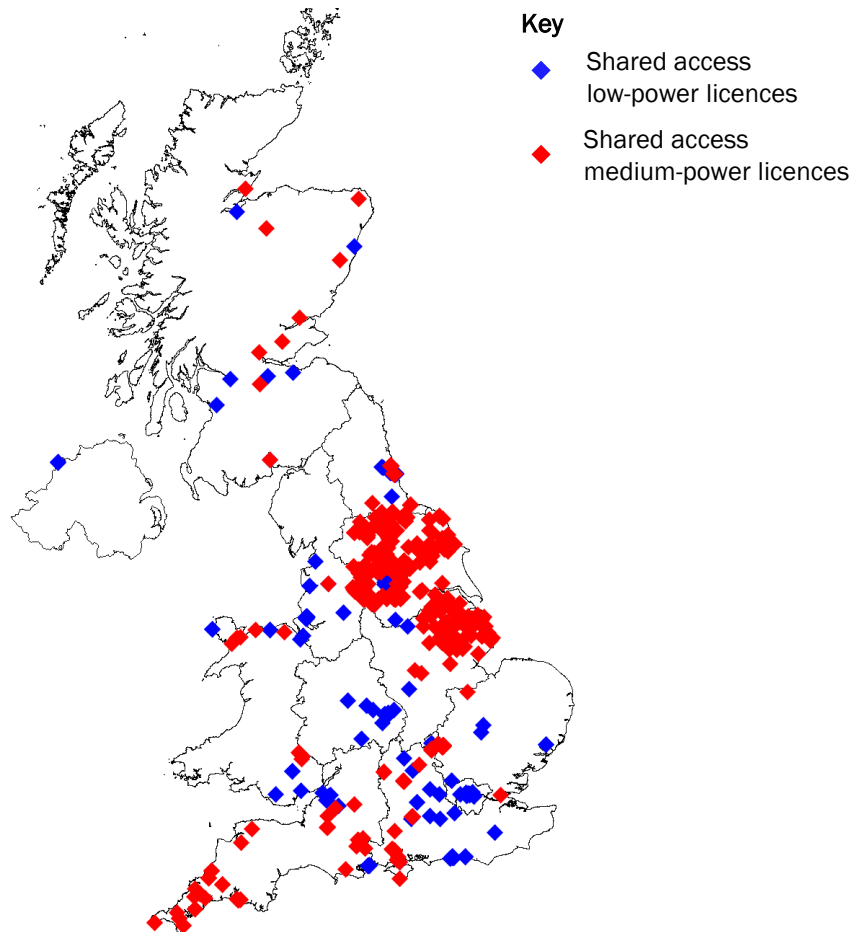 Key
Shared access
low-power licences
Shared access
medium-power licences